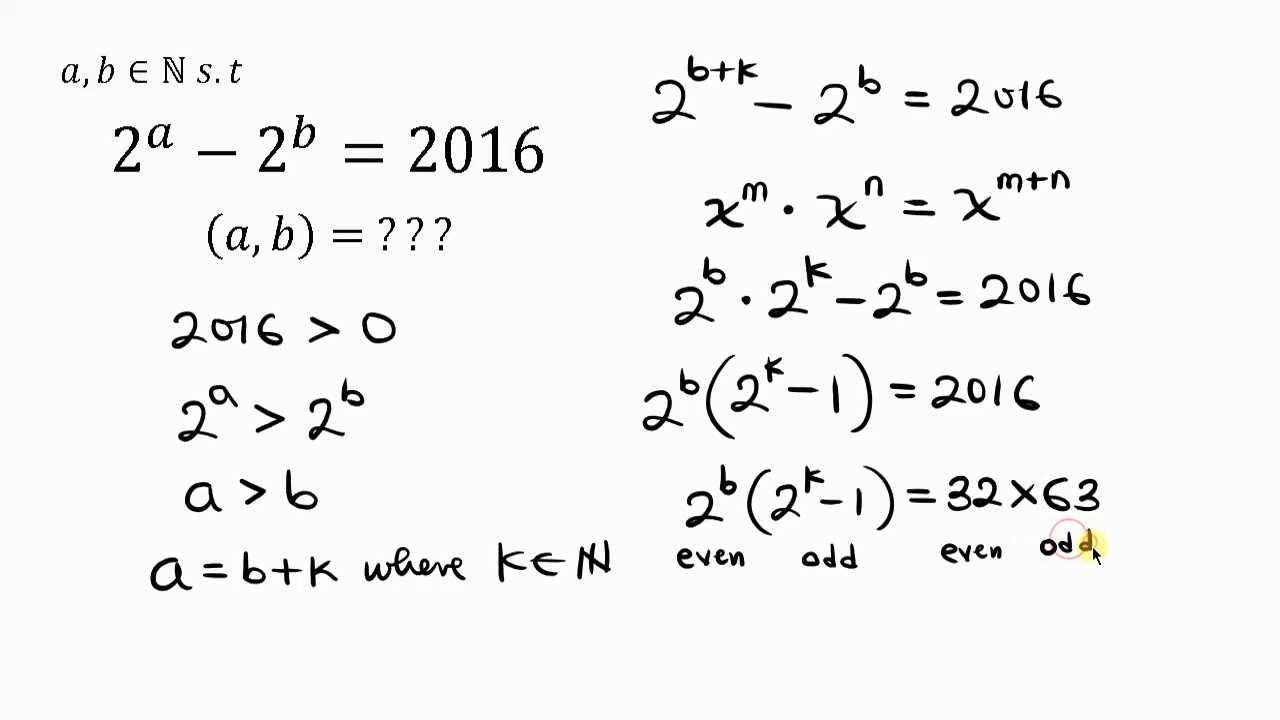 a, b ∈ ℕ s.t
2^a − 2^b = 2016
(a, b) = ???
2016 > 0
2^a > 2^b
a > b
a = b+k where k ∈ ℕ
2^{b+k} − 2^b = 2016
x^m · x^n = x^{m+n}
2^b · 2^k − 2^b = 2016
2^b (2^k − 1) = 2016
2^b (2^k − 1) = 32 × 63
even odd even odd